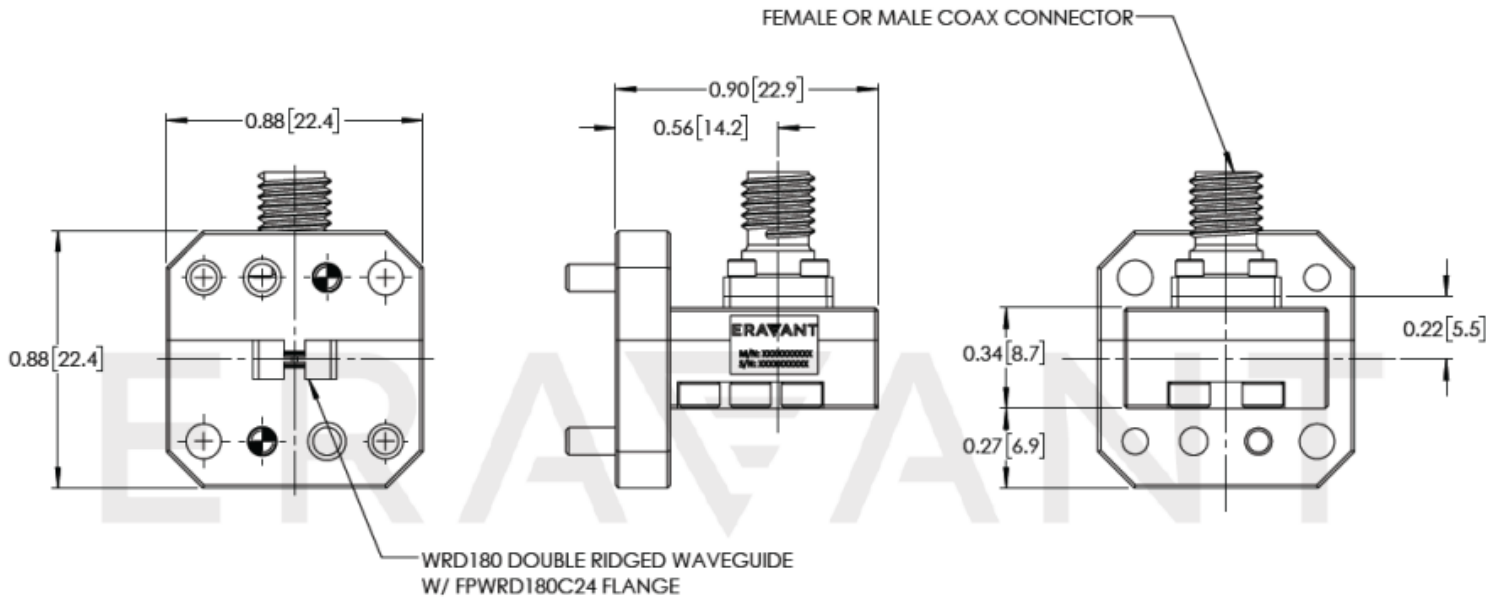 FEMALE OR MALE COAX CONNECTOR
0.90[22.9]
0.88[22.4]
0.56[14.2]
ERAVANT
M/N: XXXXXXXXXX
S/N: XXXXXXXXXX
0.22[5.5]
0.88[22.4]
0.34[8.7]
0.27[6.9]
ERAVANT
WRD180 DOUBLE RIDGED WAVEGUIDE
W/ FPWRD180C24 FLANGE